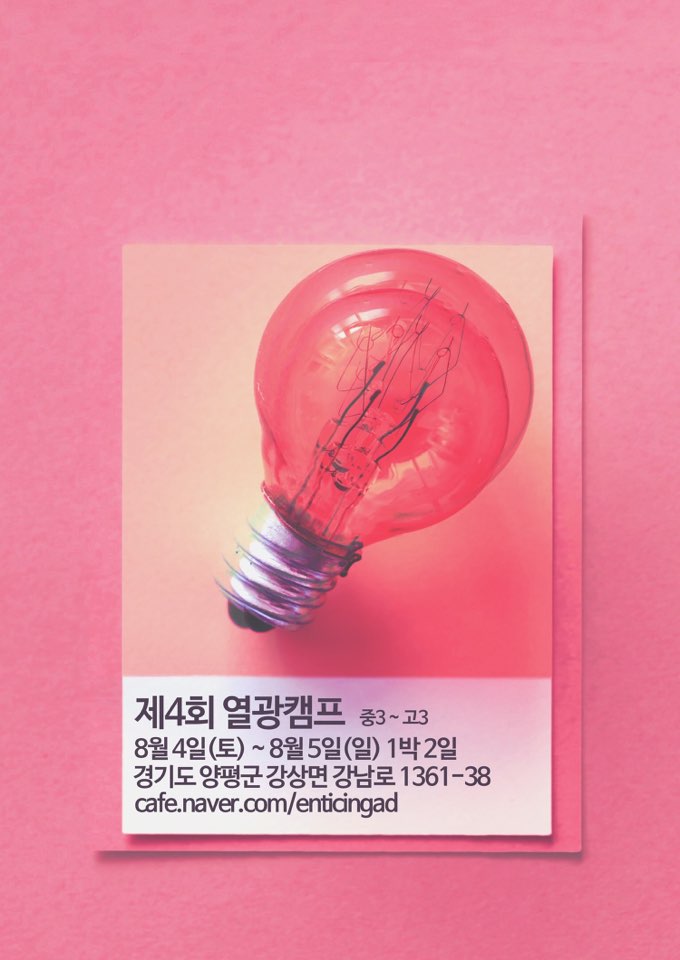 제4회 열광캠프 중3 ~ 고3
8월 4일(토) ~ 8월 5일(일) 1박 2일
경기도 양평군 강상면 강남로 1361-38
cafe.naver.com/enticingad